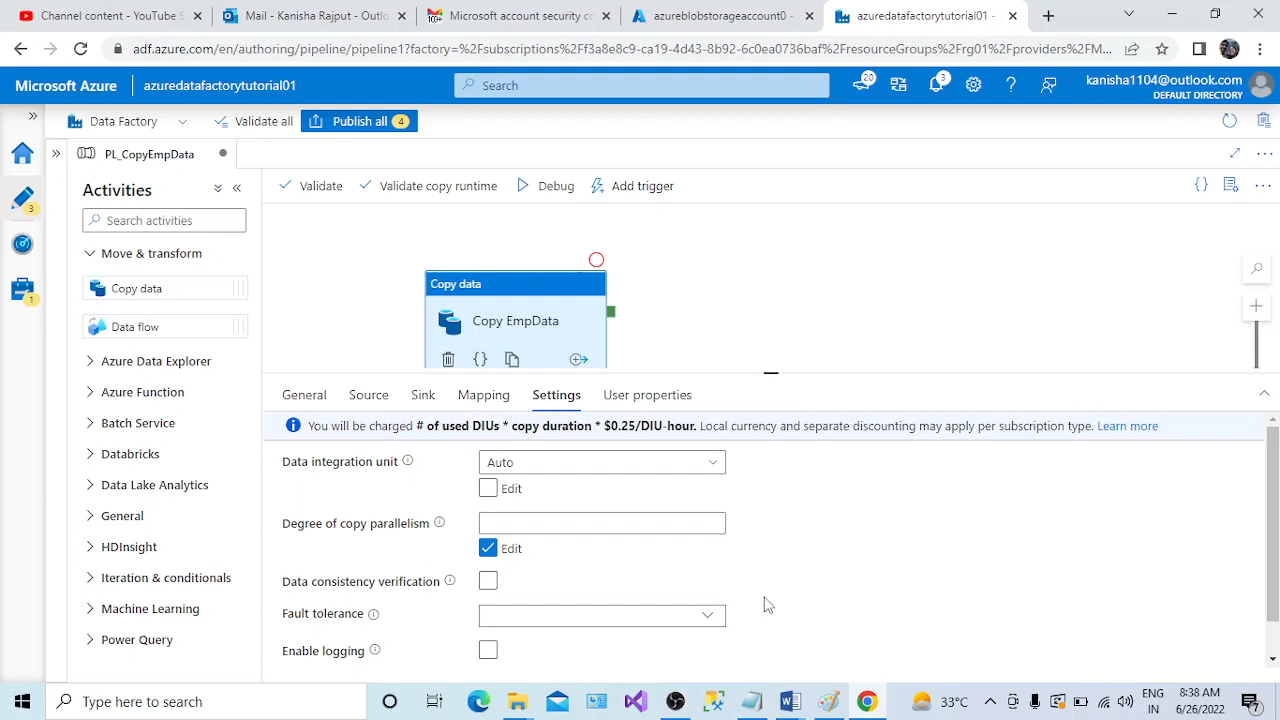 Content - YouTube S
Mail - Kanisha Rajput - Outlo
Microsoft account security co
azureblobstorageaccount0 -
azuredatafactorytutorial01 -
adf.azure.com/en/authoring/pipeline/pipeline1?factory=%2Fsubscriptions%2Ff3a8e8c9-ca19-4d43-8b92-bc0ea0736baf%2FresourceGroups%2Frg01%2Fproviders%2FM...
Microsoft Azure
azuredatafactorytutorial01
Search
20
3
kanisha1104@outlook.com
DEFAULT DIRECTORY
Data Factory
Validate all
Publish all
4
PL_CopyEmpData
Activities
Validate
Validate copy runtime
Debug
Add trigger
Search activities
3
Move & transform
Copy data
Data flow
1
Azure Data Explorer
Azure Function
Batch Service
Databricks
Data Lake Analytics
General
HDInsight
Iteration & conditionals
Machine Learning
Power Query
Copy data
Copy EmpData
General
Source
Sink
Mapping
Settings
User properties
You will be charged # of used DIUs * copy duration * $0.25/DIU-hour. Local currency and separate discounting may apply per subscription type. Learn more
Data integration unit
Auto
Edit
Degree of copy parallelism
Edit
Data consistency verification
Fault tolerance
Enable logging
Type here to search
33°C
ENG
IN
8:38 AM
6/26/2022
7